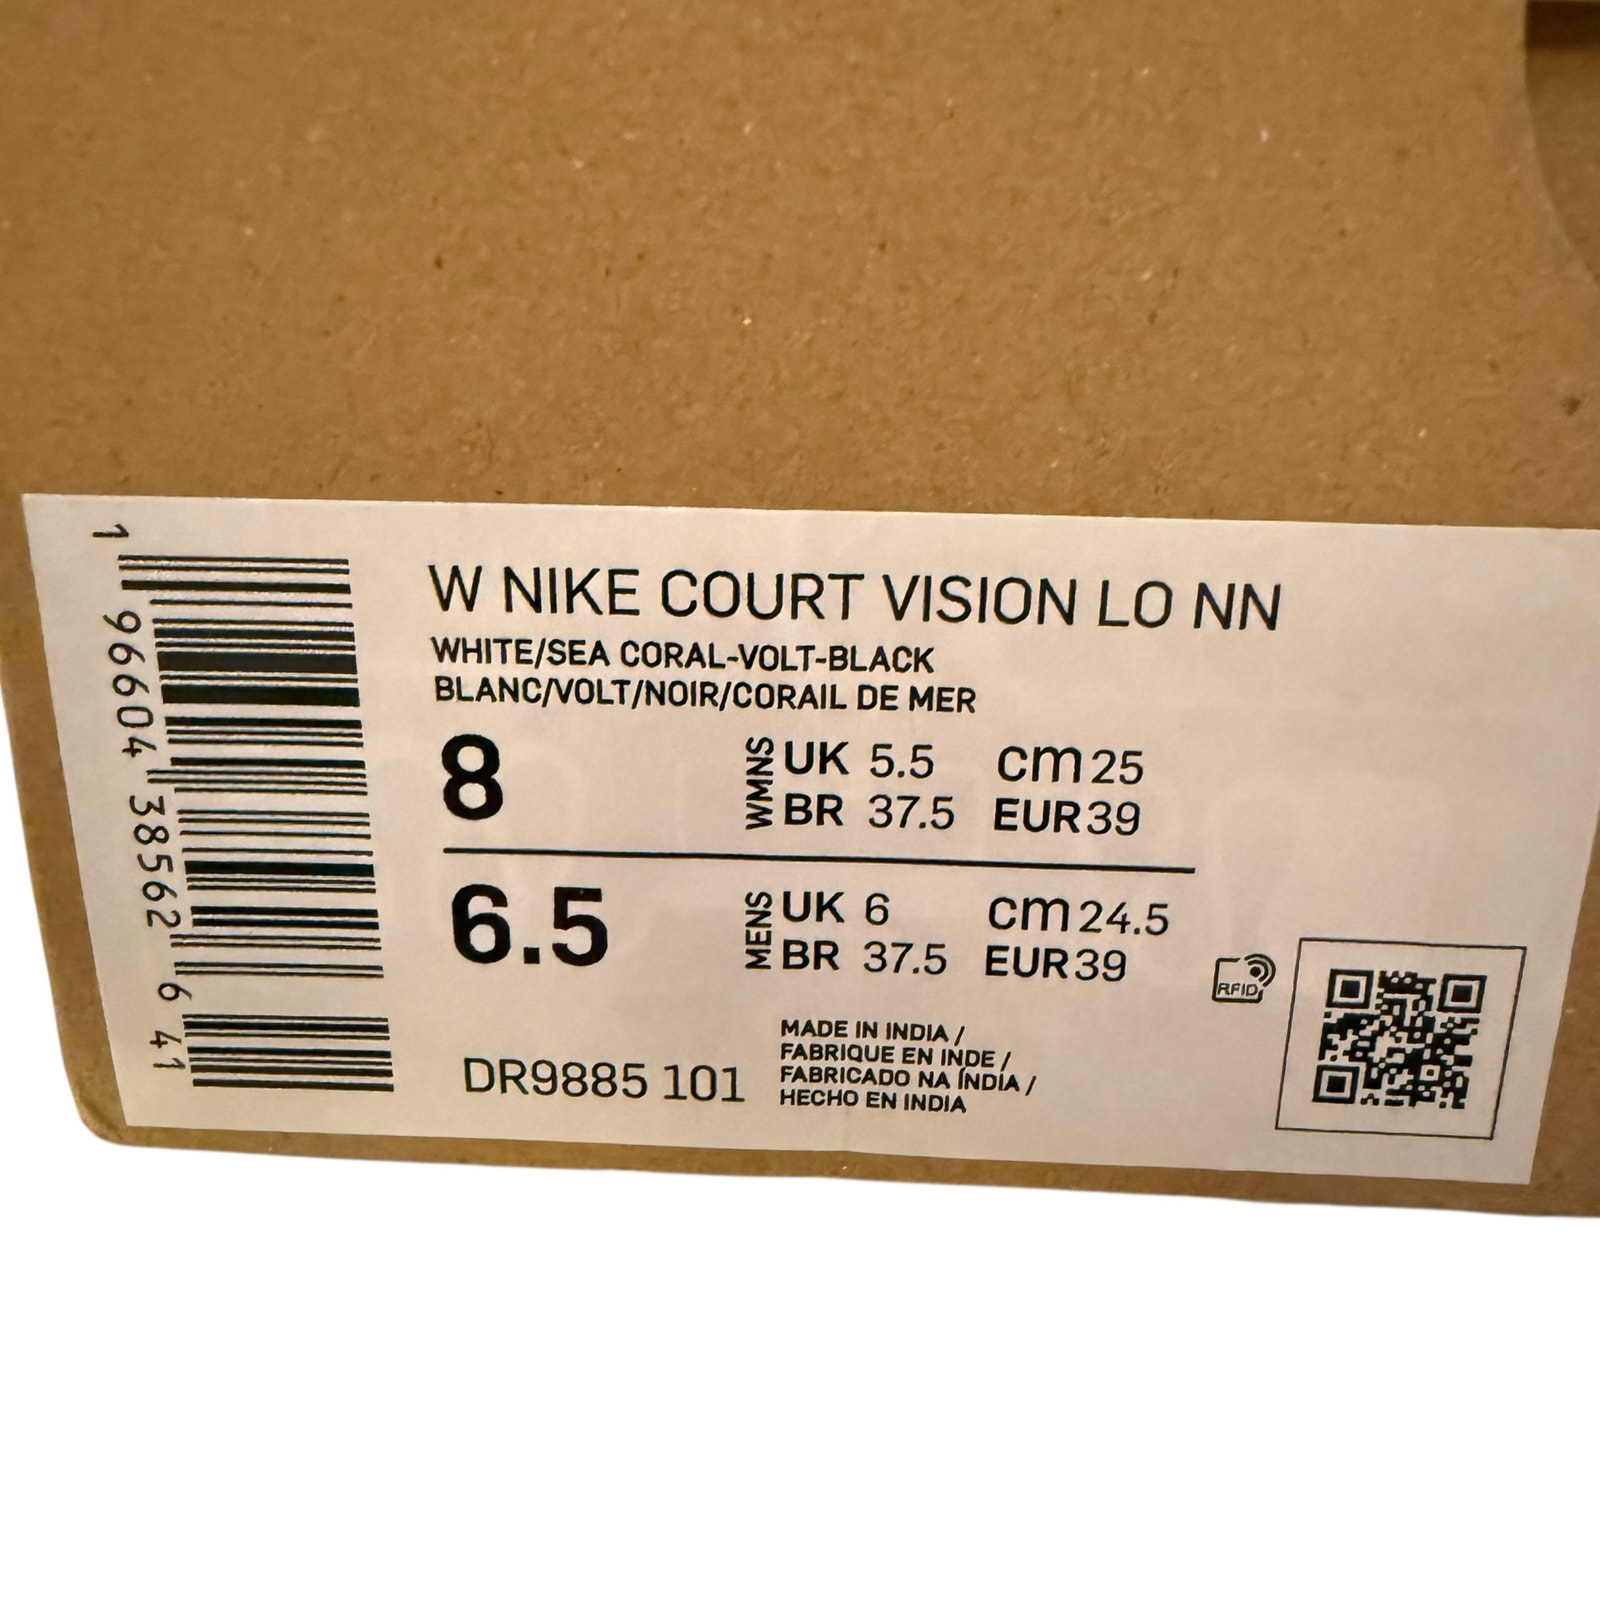 1 96604 38562 6 41
W NIKE COURT VISION LO NN
WHITE/SEA CORAL-VOLT-BLACK
BLANC/VOLT/NOIR/CORAIL DE MER
8
WMNS
UK 5.5 cm 25
BR 37.5 EUR 39
6.5
MENS
UK 6 cm 24.5
BR 37.5 EUR 39
RFID
DR9885 101
MADE IN INDIA /
FABRIQUE EN INDE /
FABRICADO NA ÍNDIA /
HECHO EN INDIA